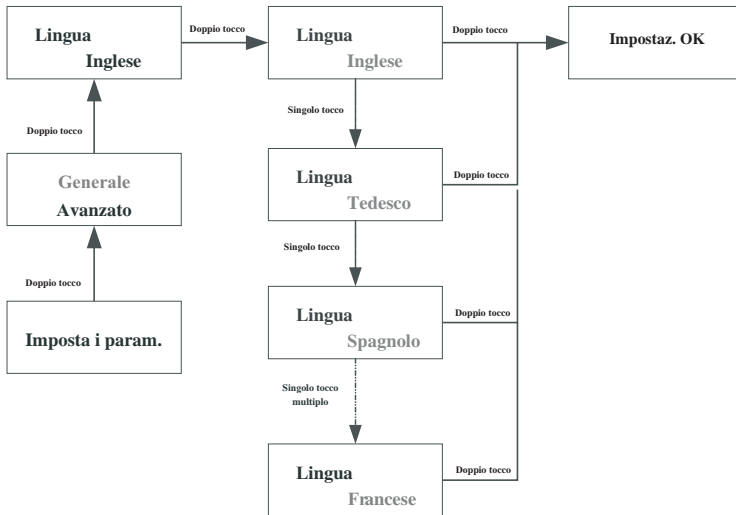 Lingua
Inglese
Doppio tocco
Lingua
Inglese
Doppio tocco
Impostaz. OK
Doppio tocco
Singolo tocco
Generale
Avanzato
Lingua
Tedesco
Doppio tocco
Doppio tocco
Singolo tocco
Imposta i param.
Lingua
Spagnolo
Doppio tocco
Singolo tocco
multiplo
Lingua
Francese
Doppio tocco